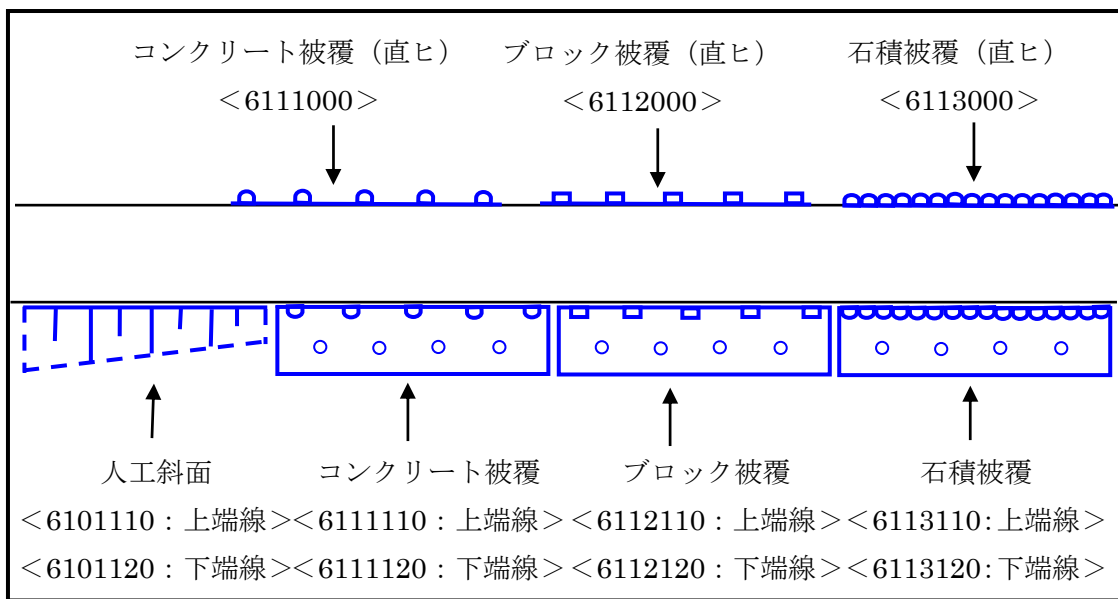 コンクリート被覆（直ヒ） ブロック被覆（直ヒ） 石積被覆（直ヒ）
＜6111000＞ ＜6112000＞ ＜6113000＞
人工斜面 コンクリート被覆 ブロック被覆 石積被覆
＜6101110：上端線＞＜6111110：上端線＞＜6112110：上端線＞＜6113110：上端線＞
＜6101120：下端線＞＜6111120：下端線＞＜6112120：下端線＞＜6113120：下端線＞